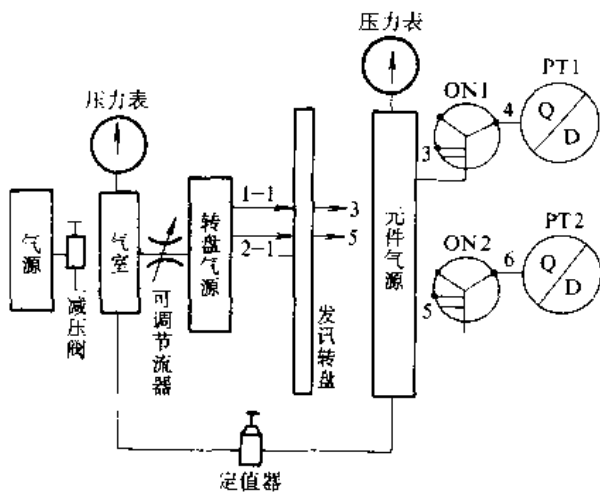 压力表
ON1
PT1
压力表
4
Q
D
3
1-1
3
2-1
5
气源
减压阀
气室
可调节流器
转盘气源
发讯转盘
元件气源
ON2
PT2
6
Q
D
5
定值器